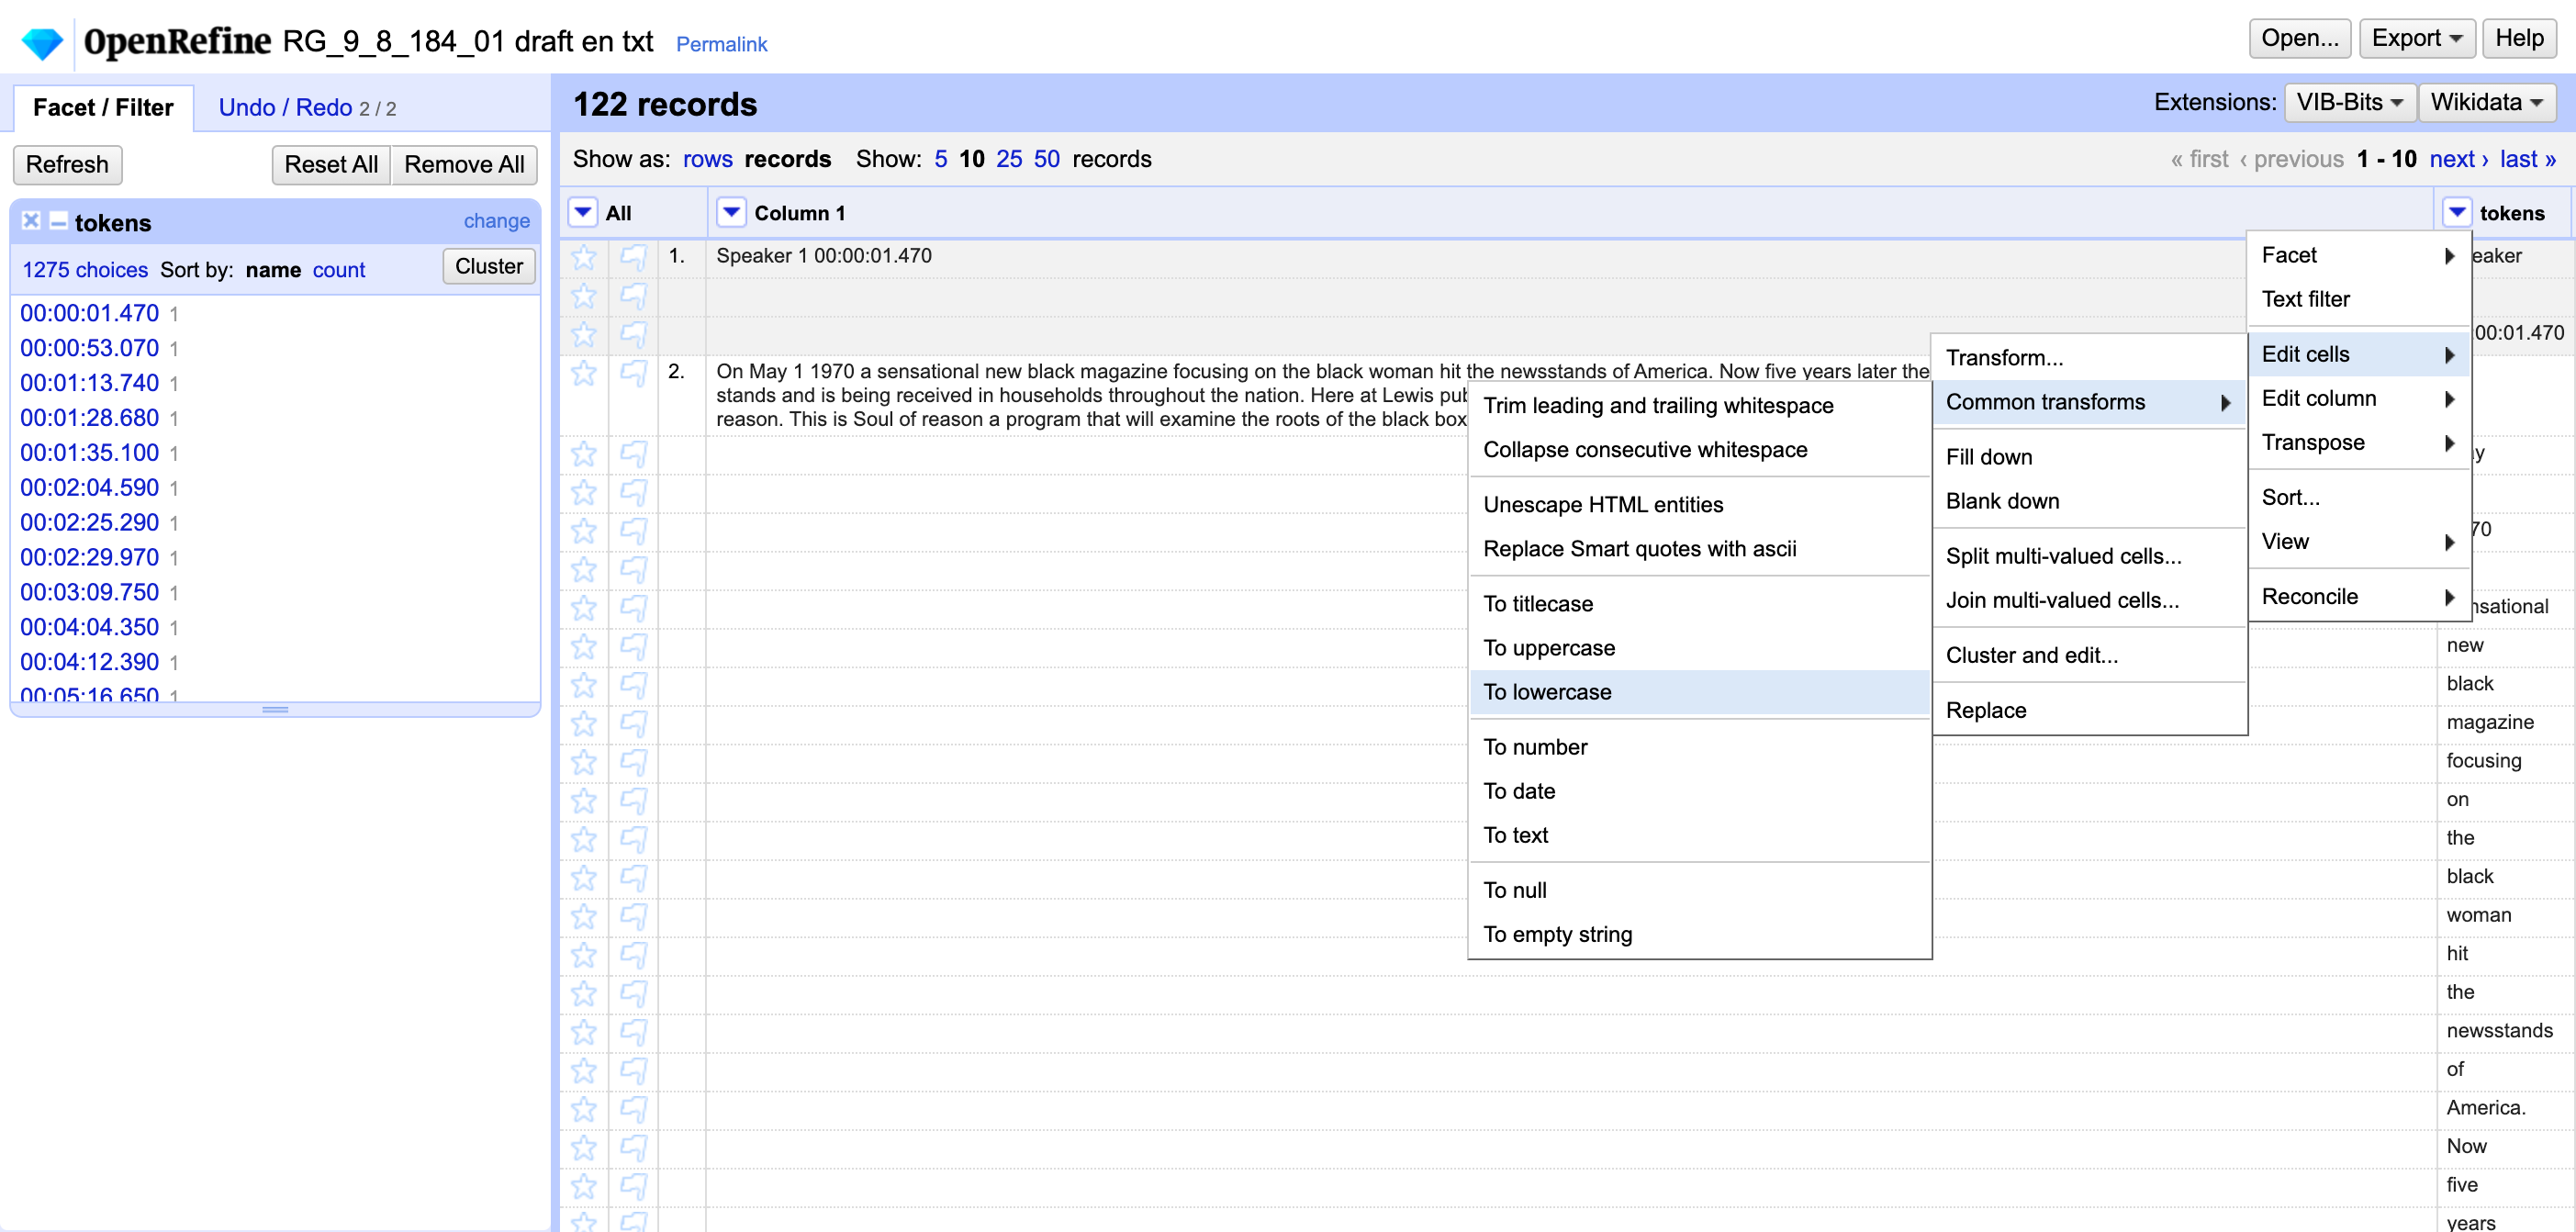 OpenRefine RG_9_8_184_01 draft en txt Permalink
Open... Export Help
Facet / Filter Undo / Redo 2 / 2
Refresh Reset All Remove All
tokens change
1275 choices Sort by: name count Cluster
00:00:01.470 1
00:00:53.070 1
00:01:13.740 1
00:01:28.680 1
00:01:35.100 1
00:02:04.590 1
00:02:25.290 1
00:02:29.970 1
00:03:09.750 1
00:04:04.350 1
00:04:12.390 1
00:05:16.650 1
122 records
Extensions: VIB-Bits Wikidata
Show as: rows records Show: 5 10 25 50 records
« first ‹ previous 1 - 10 next › last »
All Column 1 tokens
1. Speaker 1 00:00:01.470
2. On May 1 1970 a sensational new black magazine focusing on the black woman hit the newsstands of America. Now five years later the
stands and is being received in households throughout the nation. Here at Lewis
reason. This is Soul of reason a program that will examine the roots of the black
Facet
Text filter
Edit cells
Edit column
Transpose
Sort...
View
Reconcile
Transform...
Common transforms
Fill down
Blank down
Split multi-valued cells...
Join multi-valued cells...
Cluster and edit...
Replace
Trim leading and trailing whitespace
Collapse consecutive whitespace
Unescape HTML entities
Replace Smart quotes with ascii
To titlecase
To uppercase
To lowercase
To number
To date
To text
To null
To empty string
eaker
:00:01.470
y
70
nsational
new
black
magazine
focusing
on
the
black
woman
hit
the
newsstands
of
America.
Now
five
years